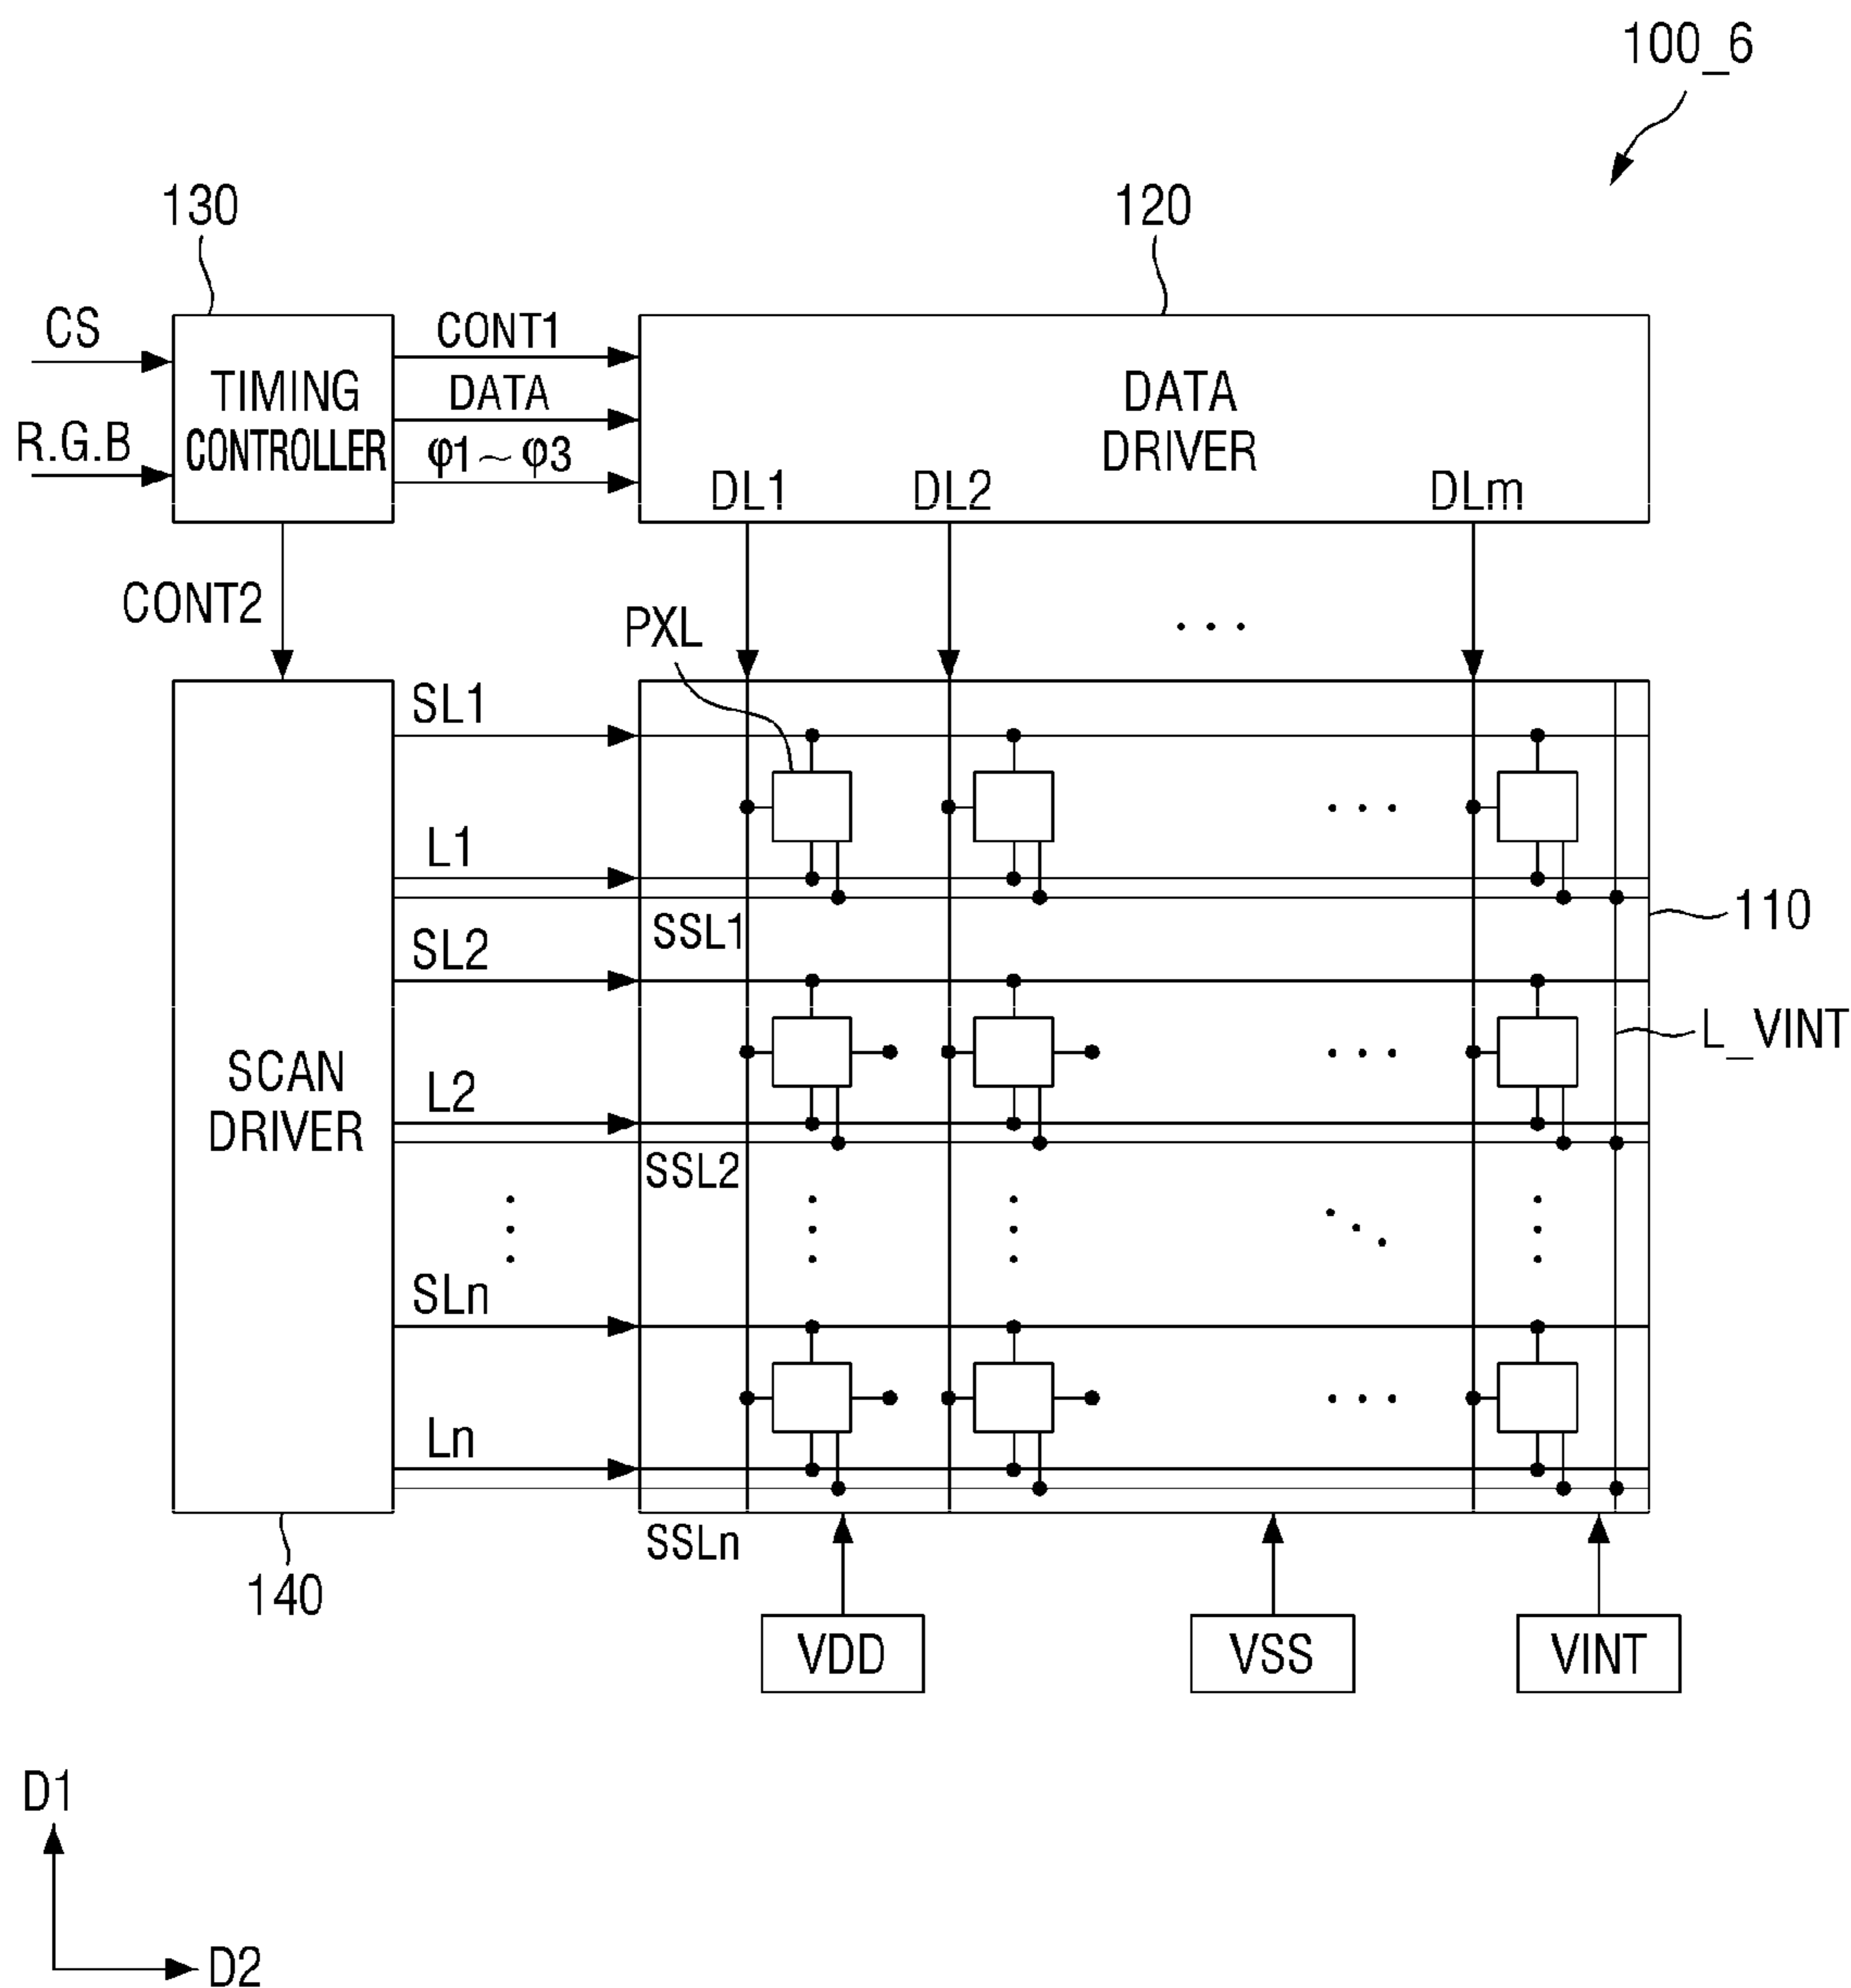 100_6
130
120
CS
R.G.B
TIMING
CONTROLLER
CONT1
DATA
φ1~φ3
DATA
DRIVER
DL1
DL2
DLm
CONT2
PXL
...
SL1
L1
SSL1
...
110
SL2
L2
SSL2
...
L_VINT
SCAN
DRIVER
SLn
Ln
SSLn
...
140
VDD
VSS
VINT
D1
D2